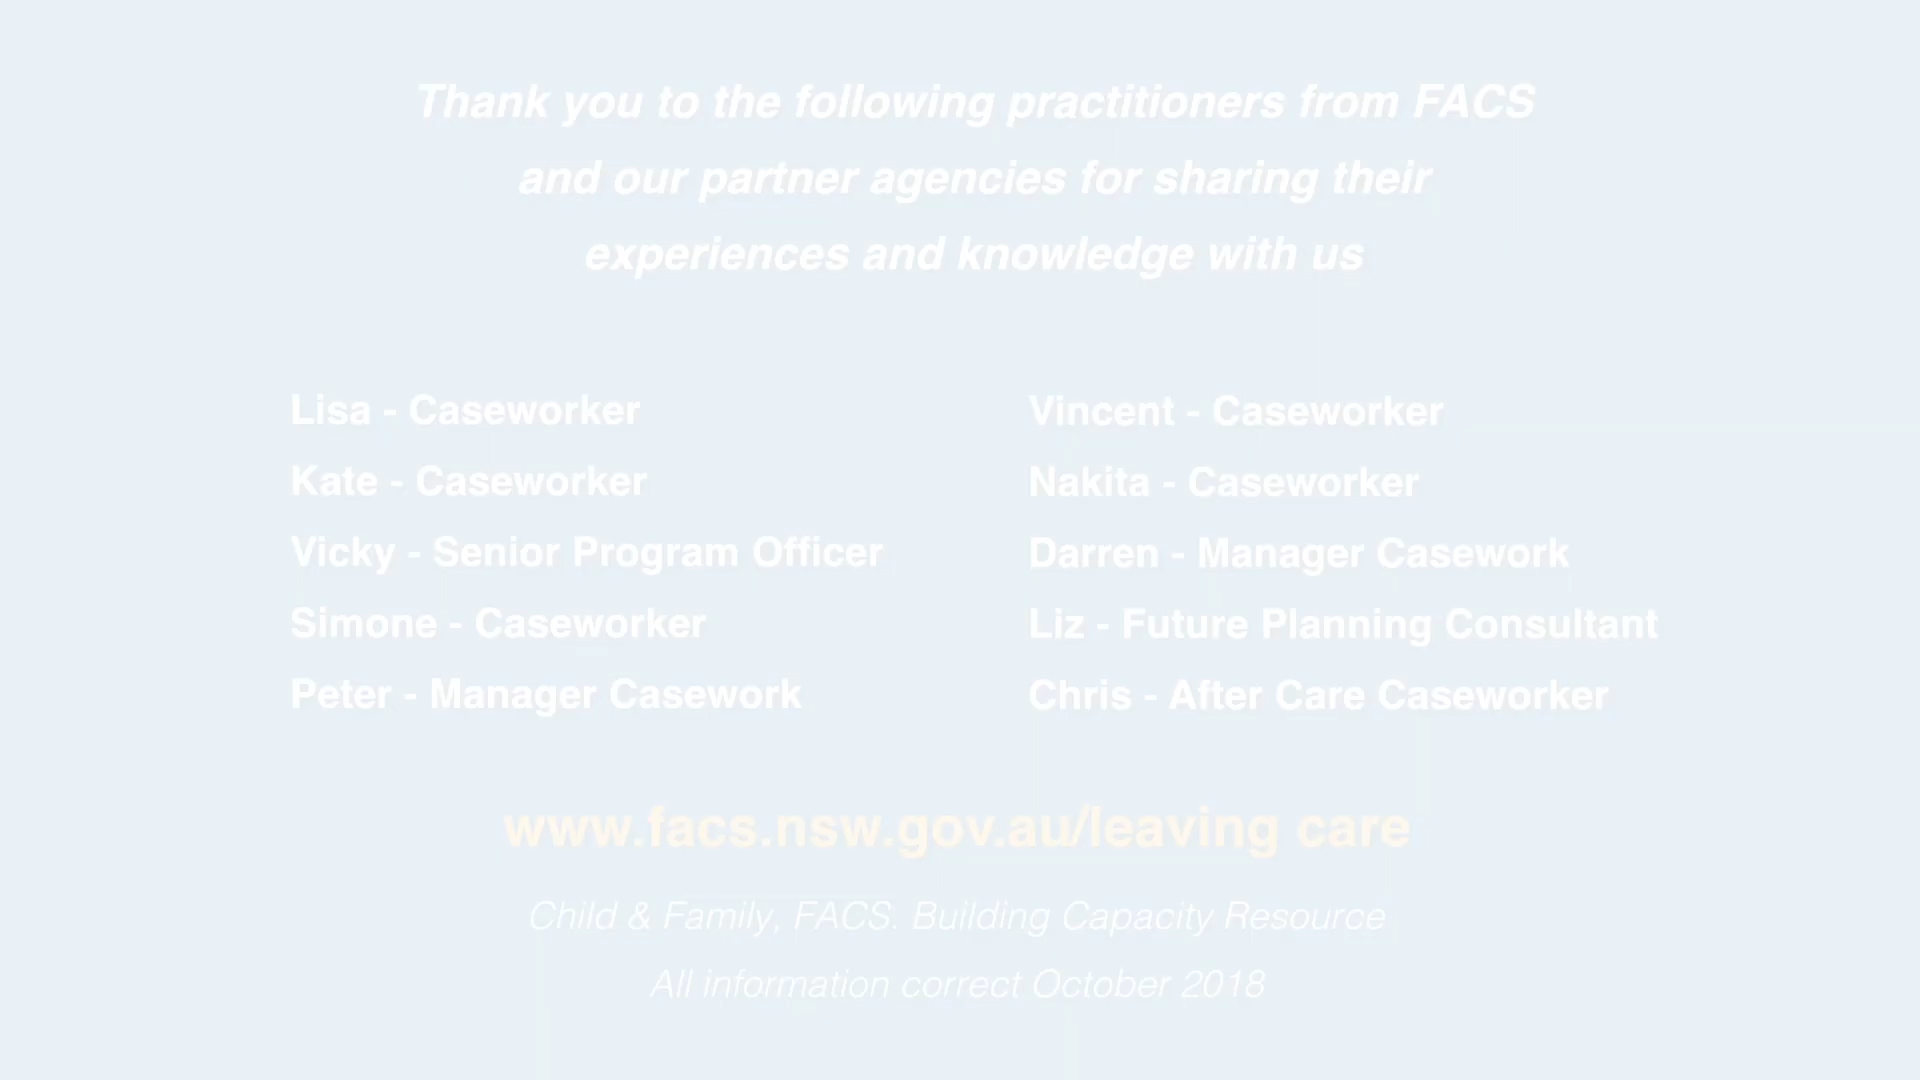 Thank you to the following practitioners from FACS
and our partner agencies for sharing their
experiences and knowledge with us
Lisa - Caseworker
Kate - Caseworker
Vicky - Senior Program Officer
Simone - Caseworker
Peter - Manager Casework
Vincent - Caseworker
Nakita - Caseworker
Darren - Manager Casework
Liz - Future Planning Consultant
Chris - After Care Caseworker
www.facs.nsw.gov.au/leaving care
Child & Family, FACS. Building Capacity Resource
All information correct October 2018